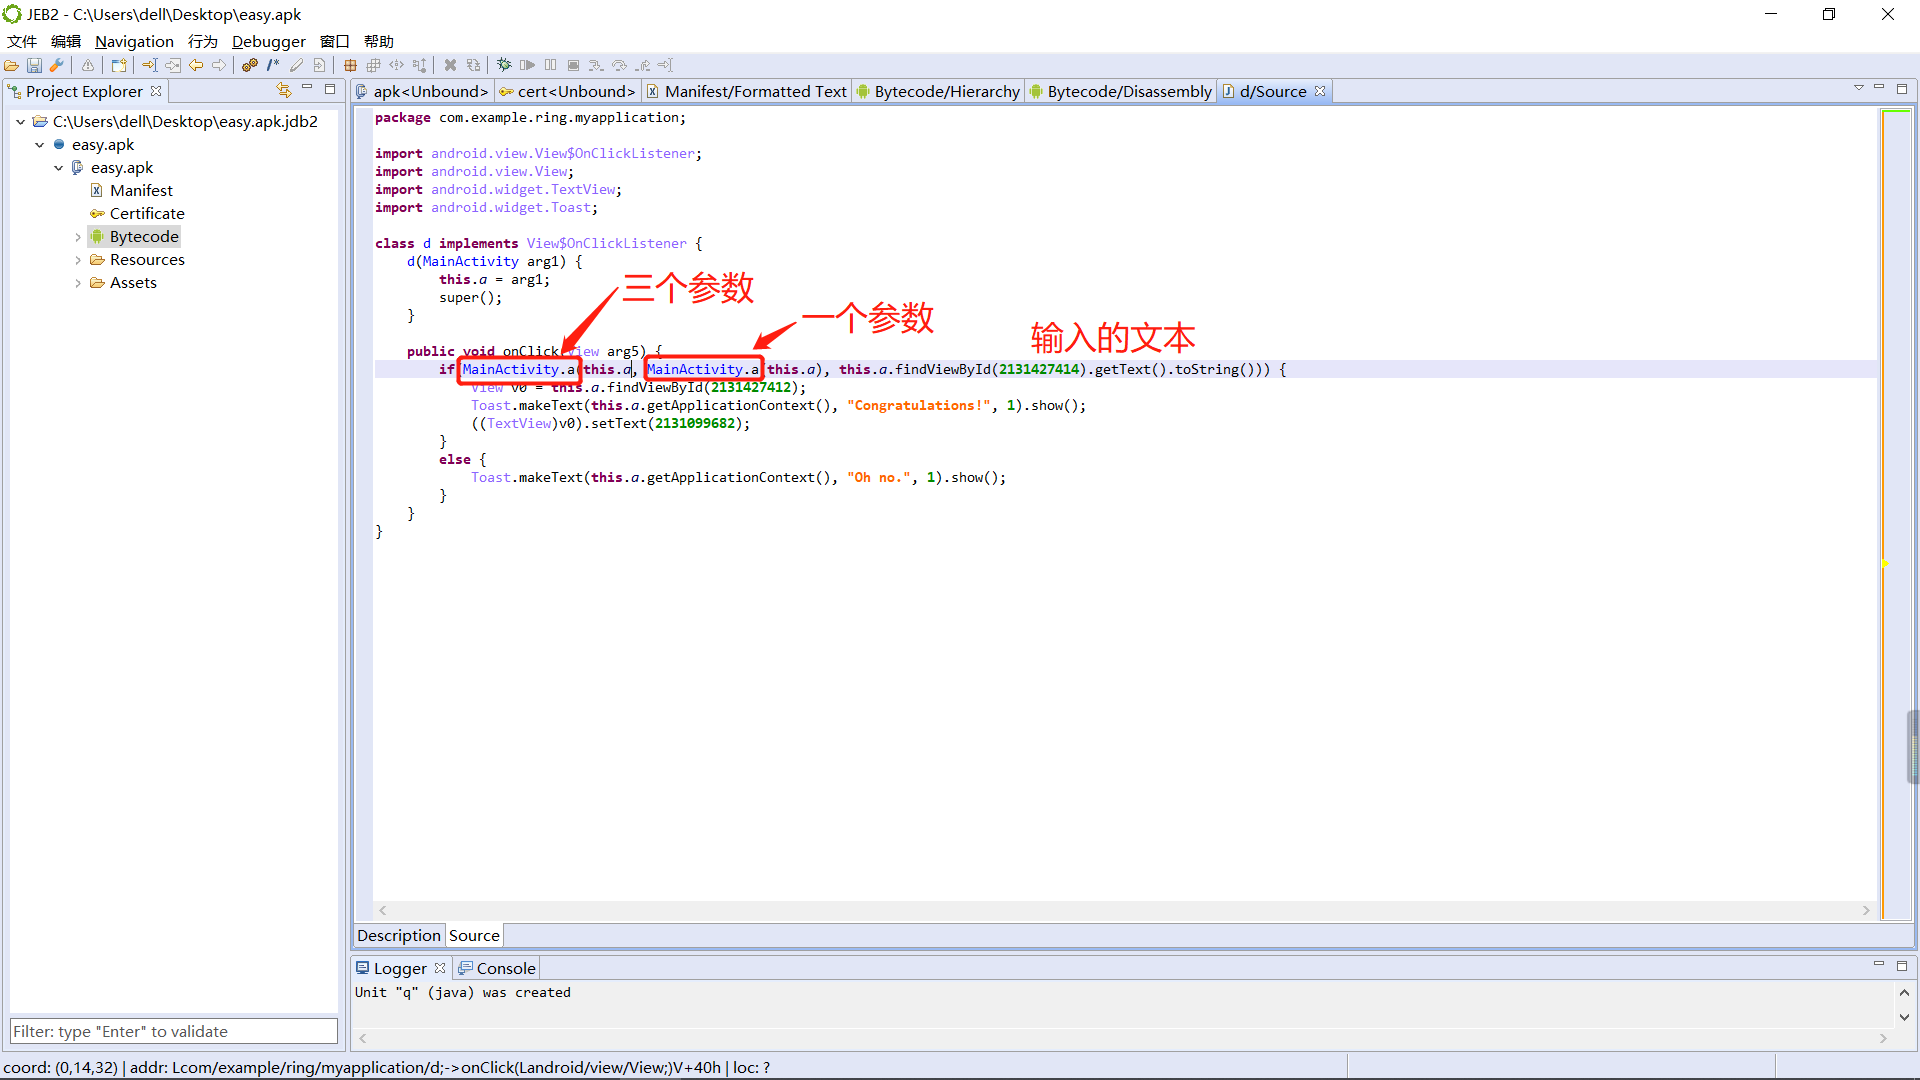 JEB2 - C:\Users\dell\Desktop\easy.apk
文件 编辑 Navigation 行为 Debugger 窗口 帮助
Project Explorer
C:\Users\dell\Desktop\easy.apk.jdb2
easy.apk
easy.apk
Manifest
Certificate
Bytecode
Resources
Assets
Filter: type "Enter" to validate
apk<Unbound> cert<Unbound> Manifest/Formatted Text Bytecode/Hierarchy Bytecode/Disassembly d/Source
package com.example.ring.myapplication;
import android.view.View$OnClickListener;
import android.view.View;
import android.widget.TextView;
import android.widget.Toast;
class d implements View$OnClickListener {
d(MainActivity arg1) {
this.a = arg1;
super();
}
三个参数
一个参数
输入的文本
public void onClick(View arg5) {
if(MainActivity.a(this.a, MainActivity.a(this.a), this.a.findViewById(2131427414).getText().toString())) {
View v0 = this.a.findViewById(2131427412);
Toast.makeText(this.a.getApplicationContext(), "Congratulations!", 1).show();
((TextView)v0).setText(2131099682);
}
else {
Toast.makeText(this.a.getApplicationContext(), "Oh no.", 1).show();
}
}
}
Description Source
Logger Console
Unit "q" (java) was created
coord: (0,14,32) | addr: Lcom/example/ring/myapplication/d;->onClick(Landroid/view/View;)V+40h | loc: ?